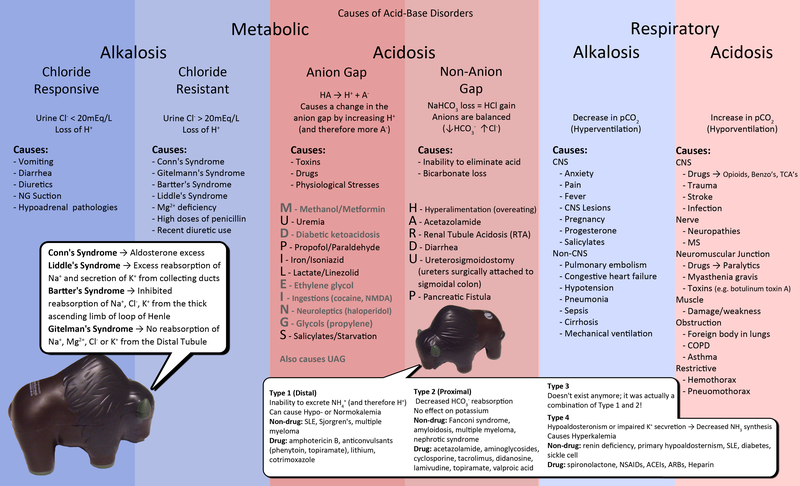 Causes of Acid-Base Disorders
Metabolic
Respiratory
Alkalosis
Acidosis
Alkalosis
Acidosis
Chloride
Responsive
Urine Cl⁻ < 20mEq/L
Loss of H⁺
Causes:
- Vomiting
- Diarrhea
- Diuretics
- NG Suction
- Hypoadrenal pathologies
Chloride
Resistant
Urine Cl⁻ > 20mEq/L
Loss of H⁺
Causes:
- Conn's Syndrome
- Gitelmann's Syndrome
- Bartter's Syndrome
- Liddle's Syndrome
- Mg²⁺ deficiency
- High doses of penicillin
- Recent diuretic use
Conn's Syndrome → Aldosterone excess
Liddle's Syndrome → Excess reabsorption of
Na⁺ and secretion of K⁺ from collecting ducts
Bartter's Syndrome → Inhibited
reabsorption of Na⁺, Cl⁻, K⁺ from the thick
ascending limb of loop of Henle
Gitelman's Syndrome → No reabsorption of
Na⁺, Mg²⁺, Cl⁻ or K⁺ from the Distal Tubule
Anion Gap
HA → H⁺ + A⁻
Causes a change in the
anion gap by increasing H⁺
(and therefore more A⁻)
Causes:
- Toxins
- Drugs
- Physiological Stresses
M - Methanol/Metformin
U - Uremia
D - Diabetic ketoacidosis
P - Propofol/Paraldehyde
I - Iron/Isoniazid
L - Lactate/Linezolid
E - Ethylene glycol
I - Ingestions (cocaine, NMDA)
N - Neuroleptics (haloperidol)
G - Glycols (propylene)
S - Salicylates/Starvation
Also causes UAG
Non-Anion
Gap
NaHCO₃ loss = HCl gain
Anions are balanced
(↓HCO₃⁻ ↑Cl⁻)
Causes:
- Inability to eliminate acid
- Bicarbonate loss
H - Hyperalimentation (overeating)
A - Acetazolamide
R - Renal Tubule Acidosis (RTA)
D - Diarrhea
U - Ureterosigmoidostomy
(ureters surgically attached to
sigmoidal colon)
P - Pancreatic Fistula
Decrease in pCO₂
(Hyperventilation)
Causes:
CNS
- Anxiety
- Pain
- Fever
- CNS Lesions
- Pregnancy
- Progesterone
- Salicylates
Non-CNS
- Pulmonary embolism
- Congestive heart failure
- Hypotension
- Pneumonia
- Sepsis
- Cirrhosis
- Mechanical ventilation
Increase in pCO₂
(Hyporventilation)
Causes:
CNS
- Drugs → Opioids, Benzo's, TCA's
- Trauma
- Stroke
- Infection
Nerve
- Neuropathies
- MS
Neuromuscular Junction
- Drugs → Paralytics
- Myasthenia gravis
- Toxins (e.g. botulinum toxin A)
Muscle
- Damage/weakness
Obstruction
- Foreign body in lungs
- COPD
- Asthma
Restrictive
- Hemothorax
- Pneuomothorax
Type 1 (Distal)
Inability to excrete NH₄⁺ (and therefore H⁺)
Can cause Hypo- or Normokalemia
Non-drug: SLE, Sjorgren's, multiple
myeloma
Drug: amphotericin B, anticonvulsants
(phenytoin, topiramate), lithium,
cotrimoxazole
Type 2 (Proximal)
Decreased HCO₃⁻ reabsorption
No effect on potassium
Non-drug: Fanconi syndrome,
amyloidosis, multiple myeloma,
nephrotic syndrome
Drug: acetazolamide, aminoglycosides,
cyclosporine, tacrolimus, didanosine,
lamivudine, topiramate, valproic acid
Type 3
Doesn't exist anymore; it was actually a
combination of Type 1 and 2!
Type 4
Hypoaldosteronism or impaired K⁺ secvretion → Decreased NH₃ synthesis
Causes Hyperkalemia
Non-drug: renin deficiency, primary hypoaldosternism, SLE, diabetes,
sickle cell
Drug: spironolactone, NSAIDs, ACEIs, ARBs, Heparin